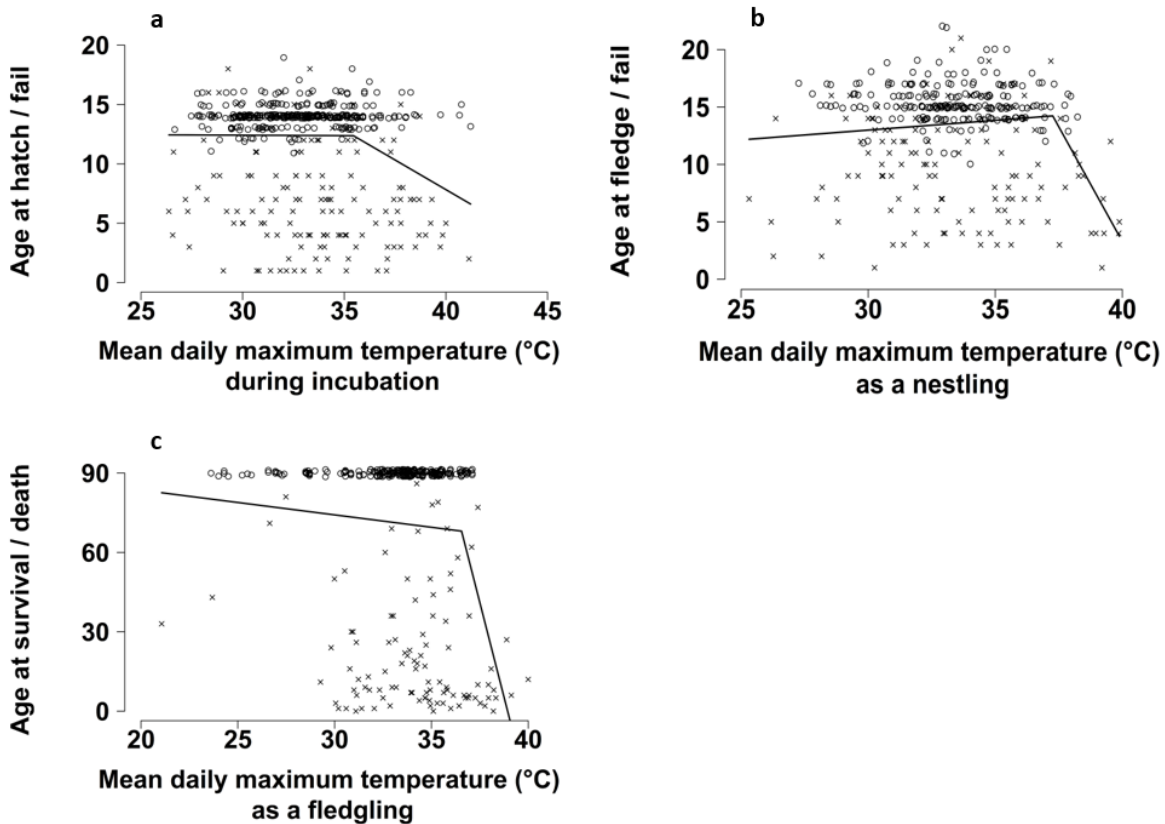 a
20
15
10
5
0
Age at hatch / fail
25 30 35 40 45
Mean daily maximum temperature (°C)
during incubation
b
20
15
10
5
0
Age at fledge / fail
25 30 35 40
Mean daily maximum temperature (°C)
as a nestling
c
90
60
30
0
Age at survival / death
20 25 30 35 40
Mean daily maximum temperature (°C)
as a fledgling